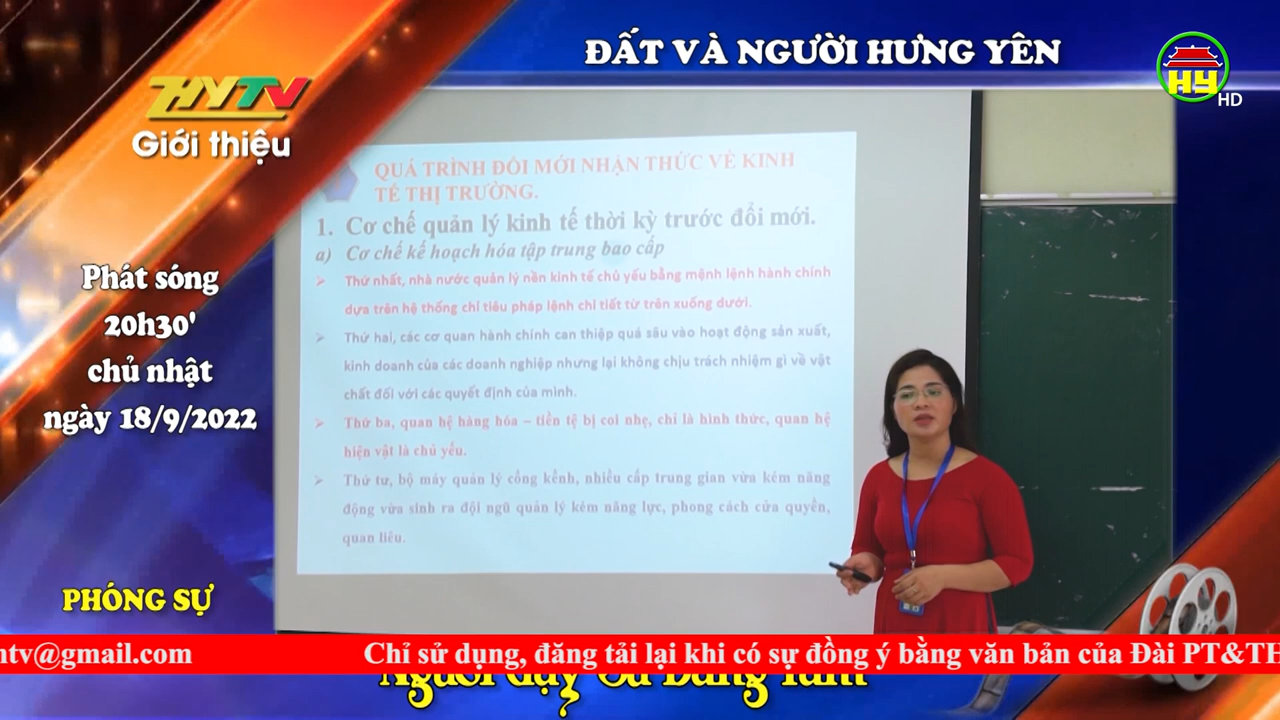 ĐẤT VÀ NGƯỜI HƯNG YÊN
HYTV
Giới thiệu
HY
HD
Phát sóng
20h30'
chủ nhật
ngày 18/9/2022
PHÓNG SỰ
QUÁ TRÌNH ĐỔI MỚI NHẬN THỨC VỀ KINH
TẾ THỊ TRƯỜNG.
1. Cơ chế quản lý kinh tế thời kỳ trước đổi mới.
a) Cơ chế kế hoạch hóa tập trung bao cấp
➢ Thứ nhất, nhà nước quản lý nền kinh tế chủ yếu bằng mệnh lệnh hành chính
dựa trên hệ thống chỉ tiêu pháp lệnh chi tiết từ trên xuống dưới.
➢ Thứ hai, các cơ quan hành chính can thiệp quá sâu vào hoạt động sản xuất,
kinh doanh của các doanh nghiệp nhưng lại không chịu trách nhiệm gì về vật
chất đối với các quyết định của mình.
➢ Thứ ba, quan hệ hàng hóa – tiền tệ bị coi nhẹ, chỉ là hình thức, quan hệ
hiện vật là chủ yếu.
➢ Thứ tư, bộ máy quản lý cồng kềnh, nhiều cấp trung gian vừa kém năng
động vừa sinh ra đội ngũ quản lý kém năng lực, phong cách cửa quyền,
quan liêu.
ntv@gmail.com Chỉ sử dụng, đăng tải lại khi có sự đồng ý bằng văn bản của Đài PT&TH